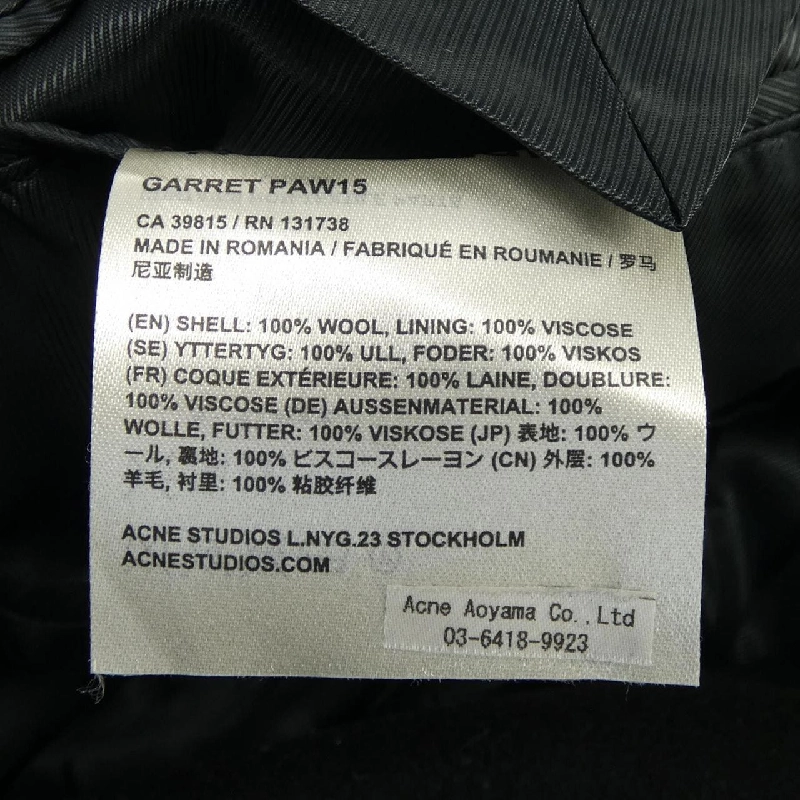 GARRET PAW15
CA 39815 / RN 131738
MADE IN ROMANIA / FABRIQUÉ EN ROUMANIE / 罗马
尼亚制造
(EN) SHELL: 100% WOOL, LINING: 100% VISCOSE
(SE) YTTERTYG: 100% ULL, FODER: 100% VISKOS
(FR) COQUE EXTÉRIEURE: 100% LAINE, DOUBLURE:
100% VISCOSE (DE) AUSSENMATERIAL: 100%
WOLLE, FUTTER: 100% VISKOSE (JP) 表地: 100% ウ
ール, 裏地: 100% ビスコースレーヨン (CN) 外层: 100%
羊毛, 衬里: 100% 粘胶纤维
ACNE STUDIOS L.NYG.23 STOCKHOLM
ACNESTUDIOS.COM
Acne Aoyama Co.,Ltd
03-6418-9923